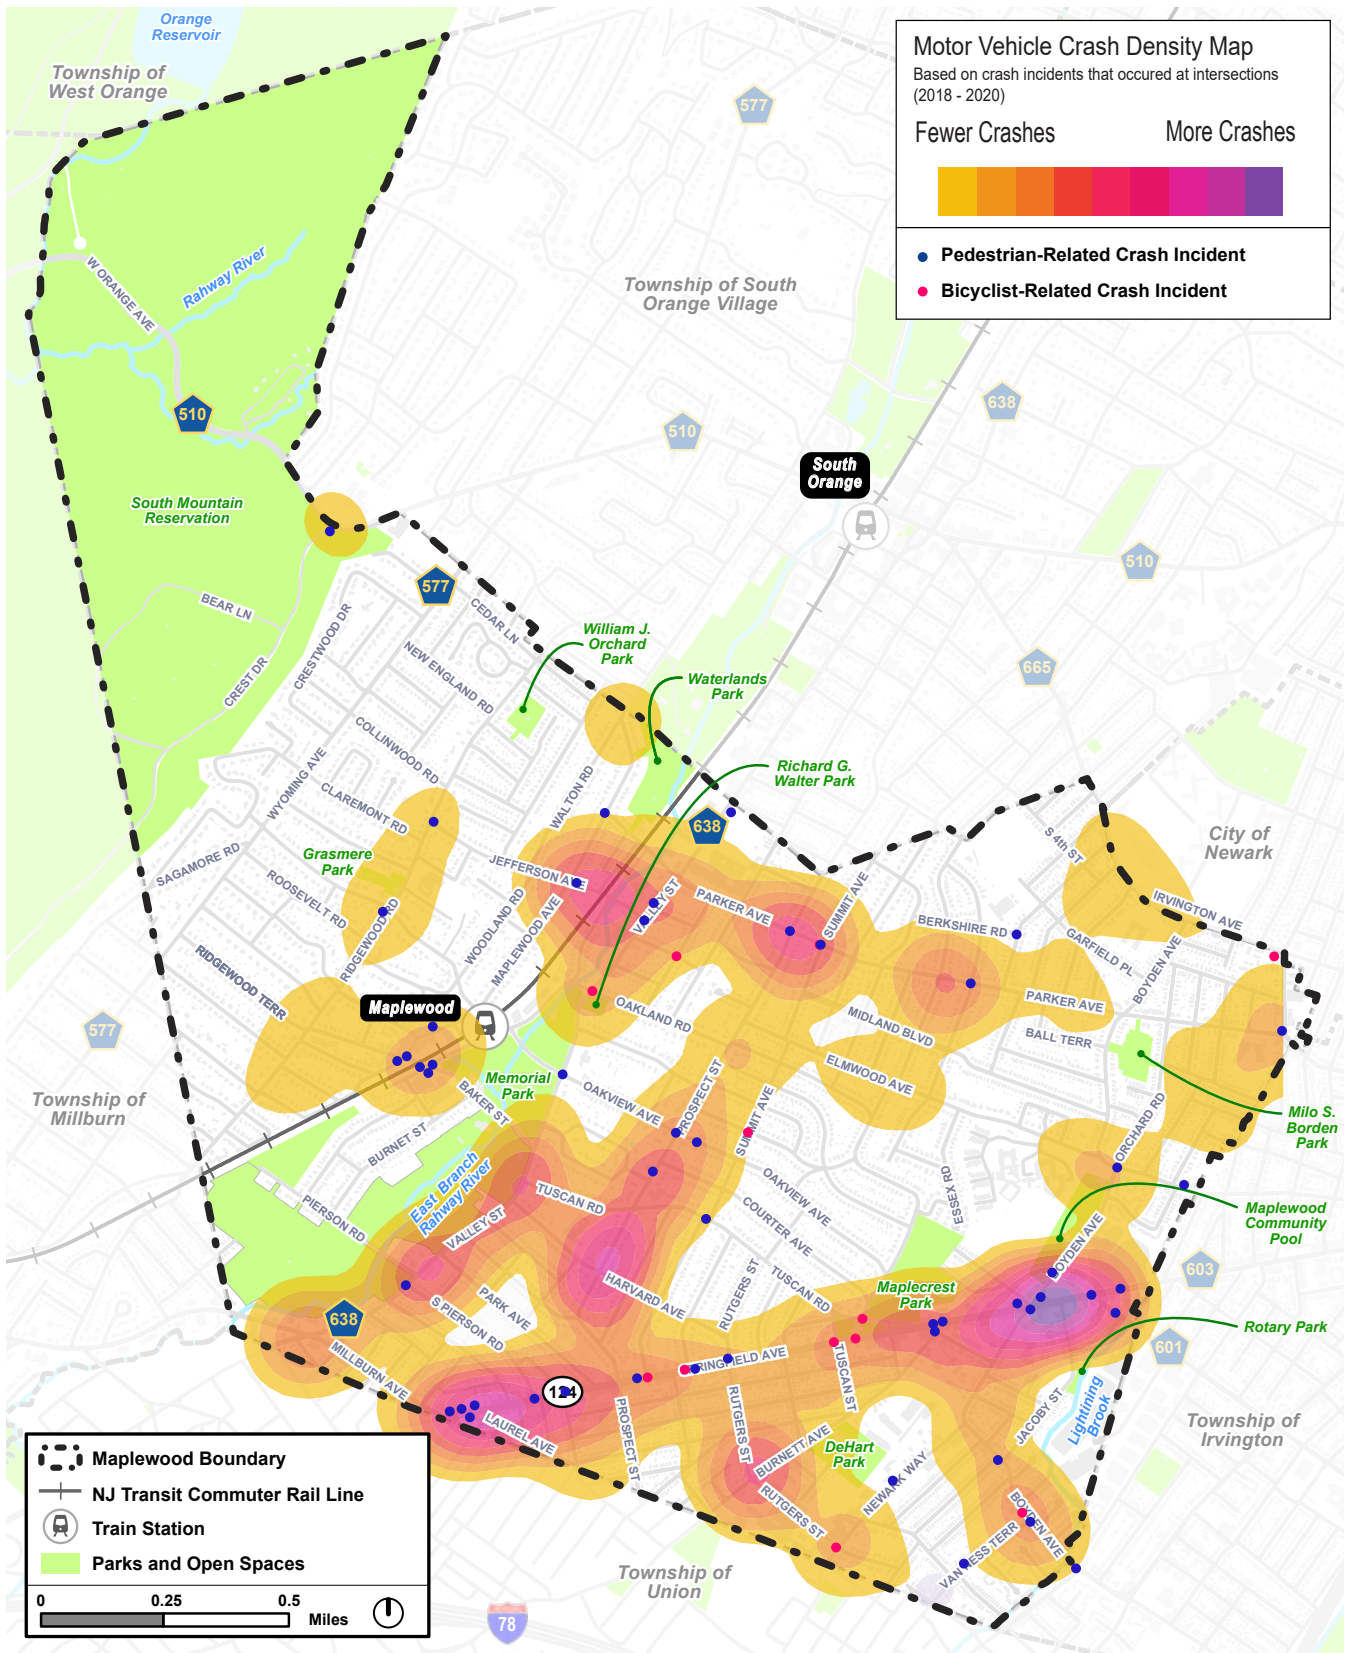 Orange
Reservoir
Township of
West Orange
577
Motor Vehicle Crash Density Map
Based on crash incidents that occured at intersections
(2018 - 2020)
Fewer Crashes
More Crashes
Pedestrian-Related Crash Incident
Bicyclist-Related Crash Incident
W ORANGE AVE
Rahway River
Township of South
Orange Village
510
510
638
South
Orange
South Mountain
Reservation
510
577
BEAR LN
CREST DR
CRESTWOOD DR
CEDAR LN
NEW ENGLAND RD
William J.
Orchard
Park
Waterlands
Park
665
COLLINWOOD RD
WYOMING AVE
CLAREMONT RD
WALTON RD
Richard G.
Walter Park
638
S 4th ST
City of
Newark
SAGAMORE RD
Grasmere
Park
ROOSEVELT RD
JEFFERSON AVE
WOODLAND RD
MAPLEWOOD AVE
VALLEY ST
PARKER AVE
SUMMIT AVE
BERKSHIRE RD
IRVINGTON AVE
GARFIELD PL
BOYDEN AVE
RIDGEWOOD RD
RIDGEWOOD TERR
Maplewood
OAKLAND RD
MIDLAND BLVD
PARKER AVE
BALL TERR
577
Township of
Millburn
ELMWOOD AVE
Memorial
Park
BAKER ST
OAKVIEW AVE
PROSPECT ST
SUMMIT AVE
ORCHARD RD
Milo S.
Borden
Park
BURNET ST
East Branch
Rahway River
PIERSON RD
VALLEY ST
TUSCAN RD
OAKVIEW AVE
COURTER AVE
ESSEX RD
Maplewood
Community
Pool
BOYDEN AVE
603
TUSCAN RD
RUTGERS ST
HARVARD AVE
PARK AVE
S PIERSON RD
638
MILLBURN AVE
Maplecrest
Park
Rotary Park
601
SPRINGFIELD AVE
TUSCAN ST
124
LAUREL AVE
PROSPECT ST
RUTGERS ST
BURNETT AVE
DeHart
Park
JACOBY ST
Lightining
Brook
Township of
Irvington
NEWARK WAY
RUTGERS ST
BOYDEN AVE
VAN NESS TERR
Township of
Union
78
Maplewood Boundary
NJ Transit Commuter Rail Line
Train Station
Parks and Open Spaces
0
0.25
0.5
Miles